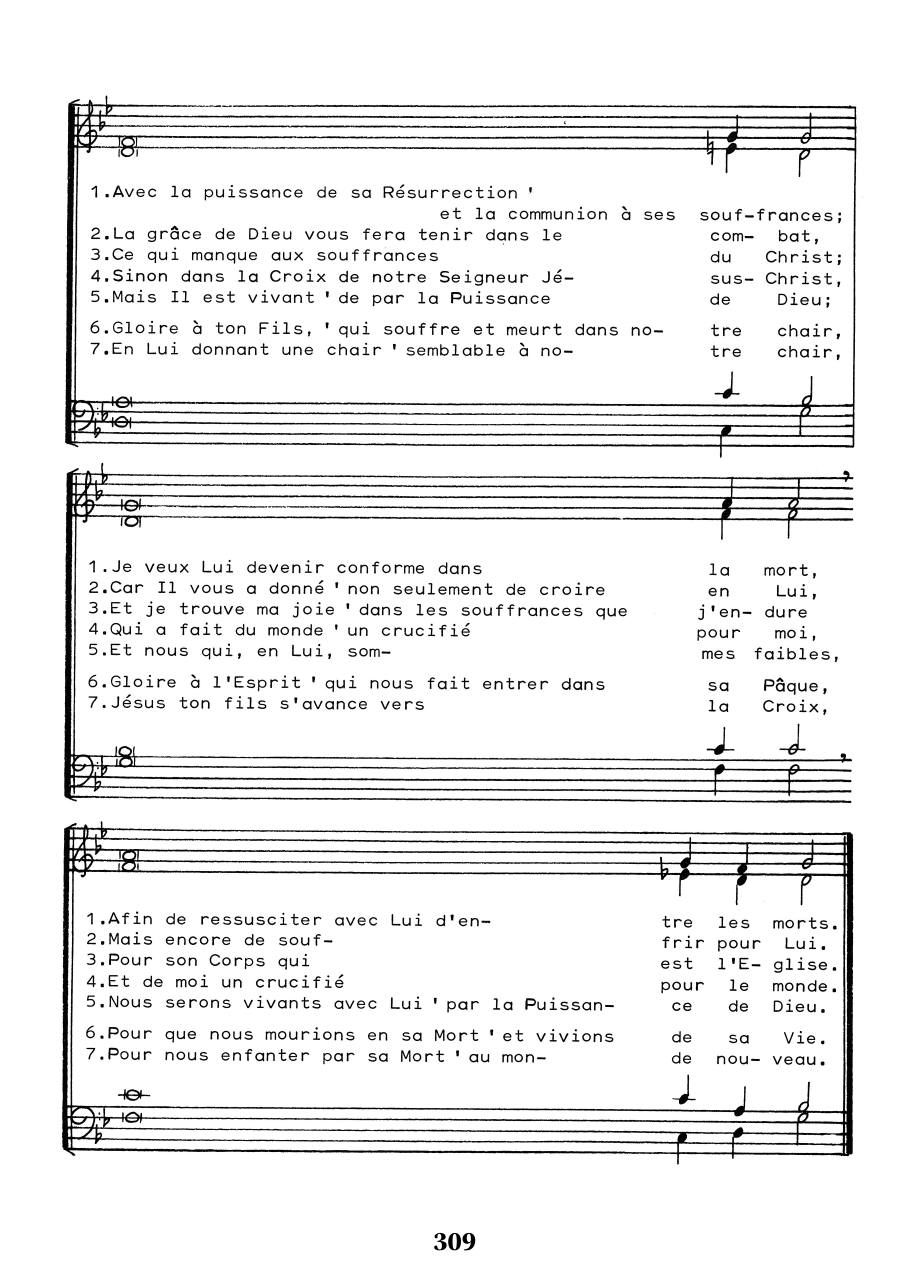 1.Avec la puissance de sa Résurrection '
et la communion à ses souf-frances;
2.La grâce de Dieu vous fera tenir dans le com- bat,
3.Ce qui manque aux souffrances du Christ;
4.Sinon dans la Croix de notre Seigneur Jé- sus- Christ,
5.Mais Il est vivant ' de par la Puissance de Dieu;
6.Gloire à ton Fils, ' qui souffre et meurt dans no- tre chair,
7.En Lui donnant une chair ' semblable à no- tre chair,
1.Je veux Lui devenir conforme dans la mort,
2.Car Il vous a donné ' non seulement de croire en Lui,
3.Et je trouve ma joie ' dans les souffrances que j'en- dure
4.Qui a fait du monde ' un crucifié pour moi,
5.Et nous qui, en Lui, som- mes faibles,
6.Gloire à l'Esprit ' qui nous fait entrer dans sa Pâque,
7.Jésus ton fils s'avance vers la Croix,
1.Afin de ressusciter avec Lui d'en- tre les morts.
2.Mais encore de souf- frir pour Lui.
3.Pour son Corps qui est l'E- glise.
4.Et de moi un crucifié pour le monde.
5.Nous serons vivants avec Lui ' par la Puissan- ce de Dieu.
6.Pour que nous mourions en sa Mort ' et vivions de sa Vie.
7.Pour nous enfanter par sa Mort ' au mon- de nou- veau.
309